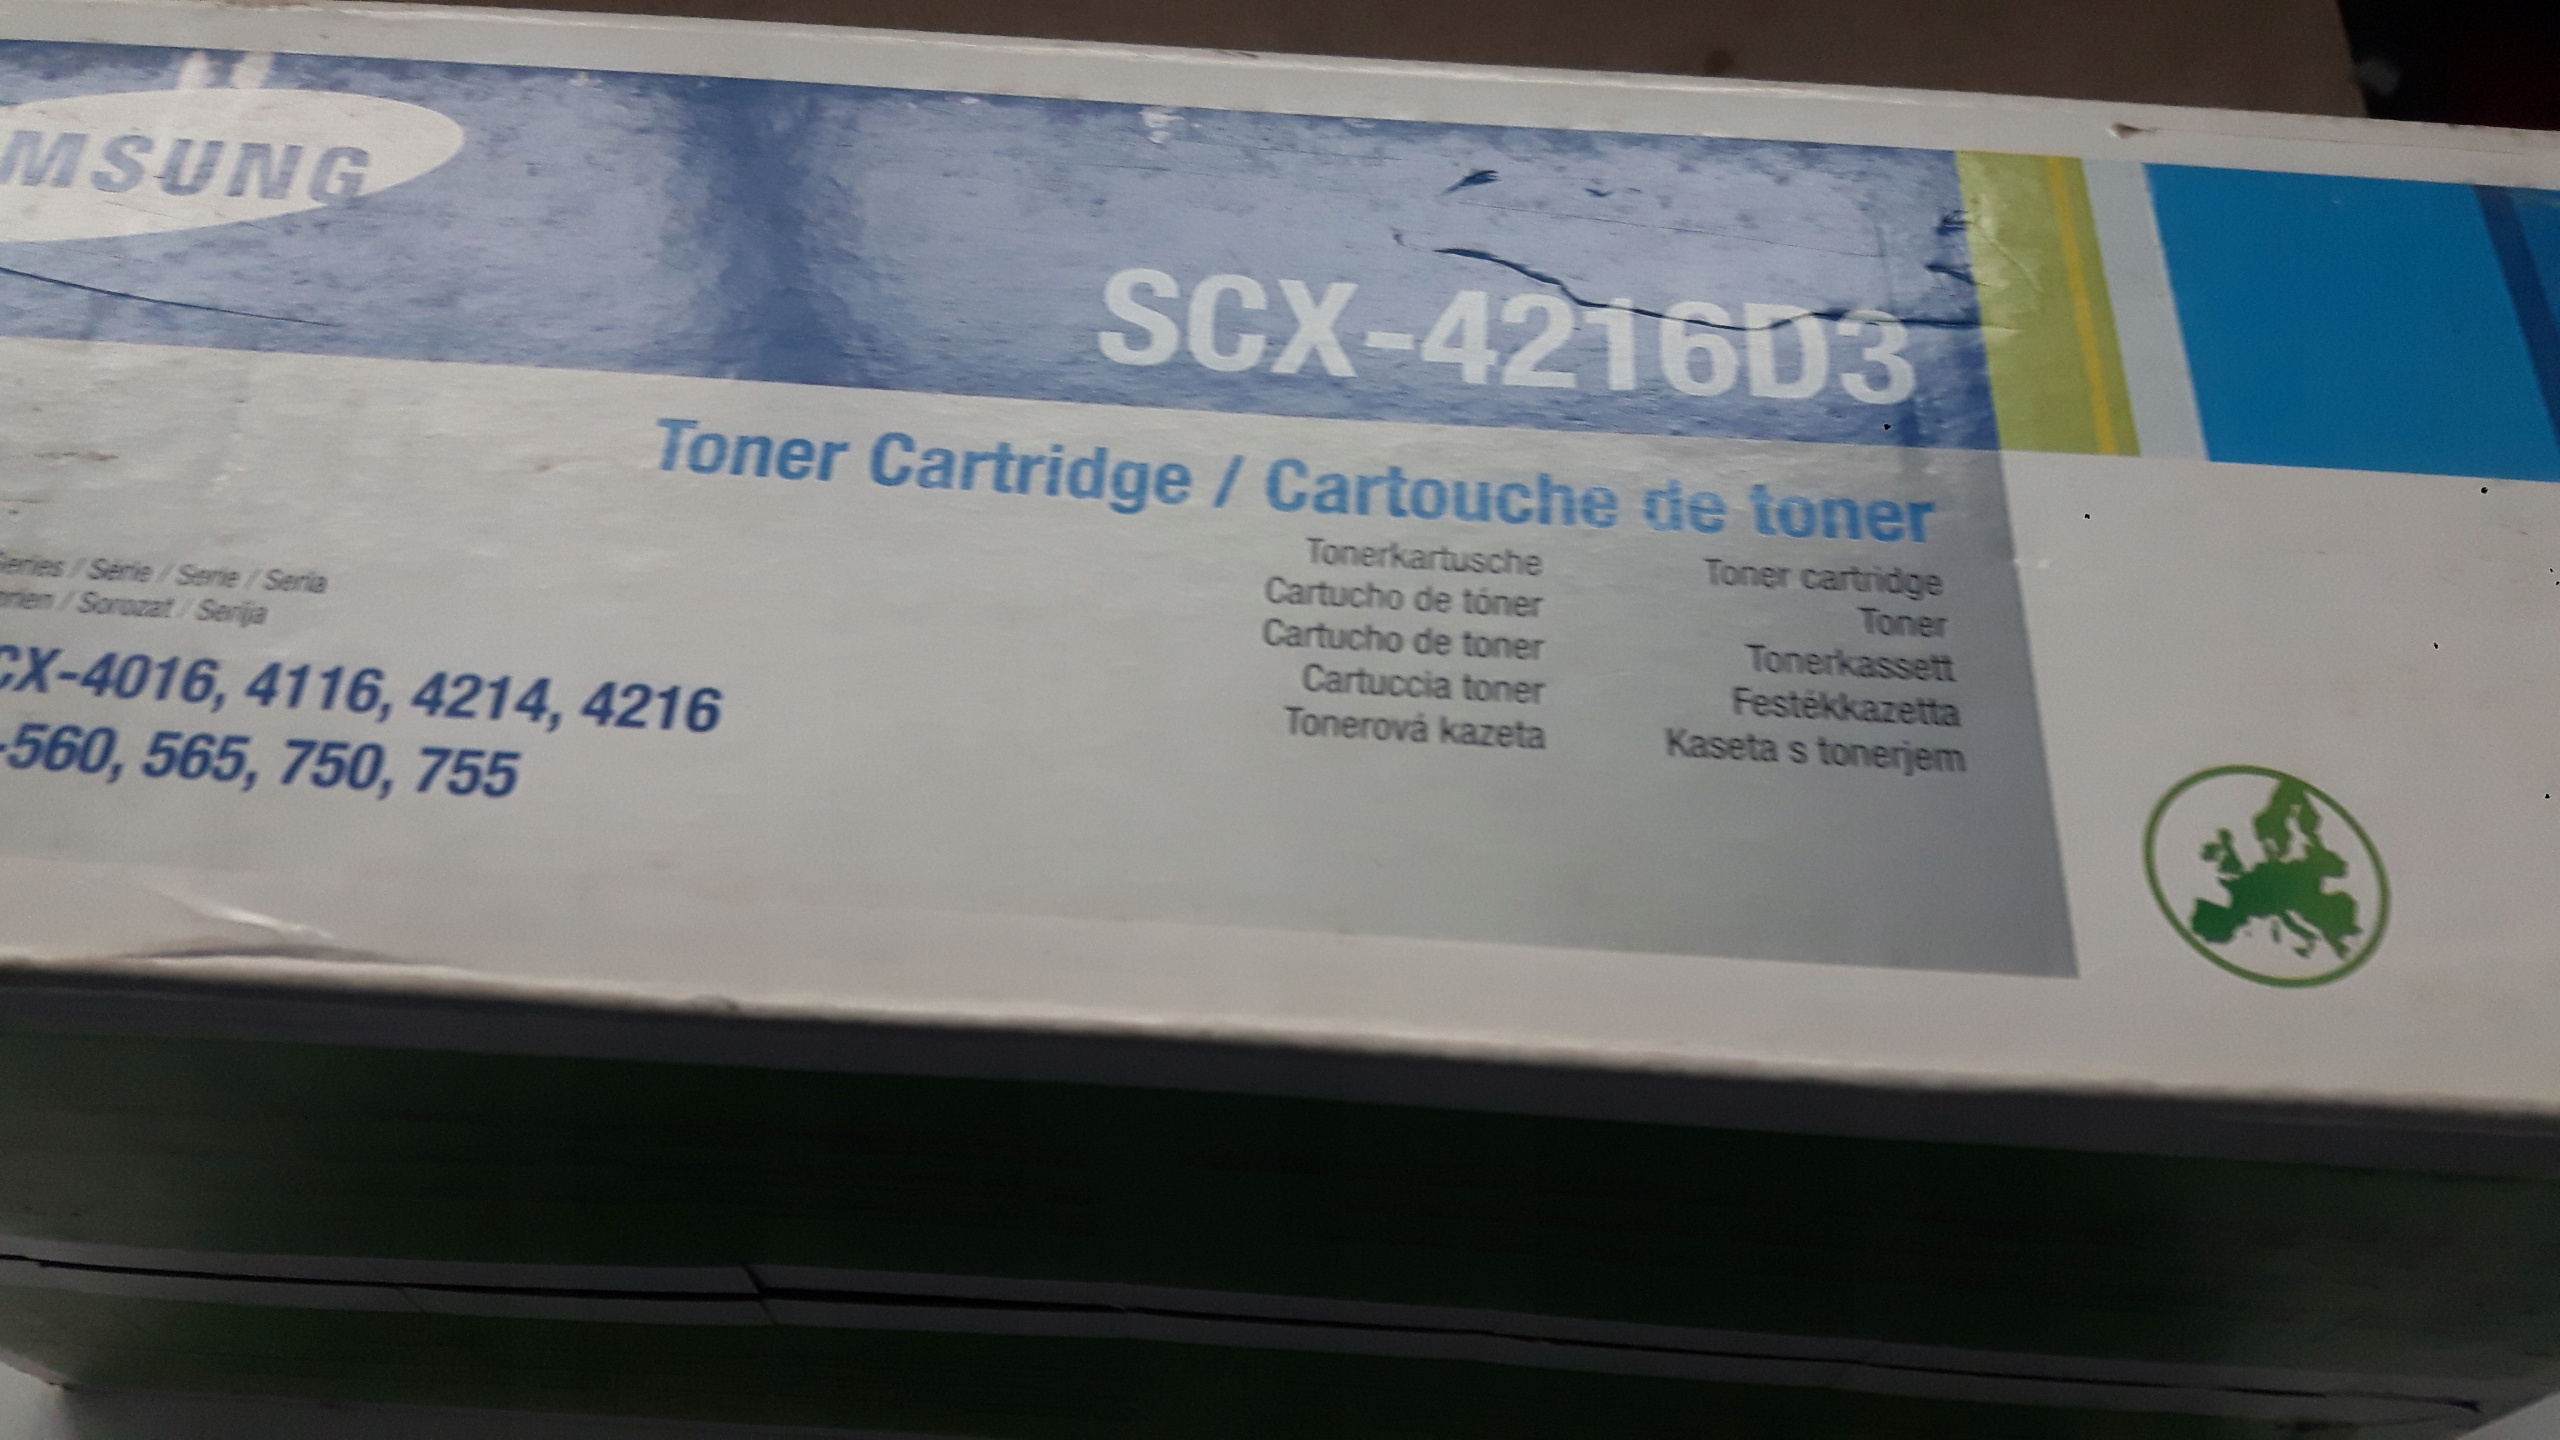 MSUNG
SCX-4216D3
Toner Cartridge / Cartouche de toner
Tonerkartusche
Cartucho de tóner
Cartucho de toner
Cartuccia toner
Tonerová kazeta
Toner cartridge
Toner
Tonerkassett
Festékkazetta
Kaseta s tonerjem
Series / Série / Serie / Seria
rien / Sorozat / Serija
CX-4016, 4116, 4214, 4216
-560, 565, 750, 755